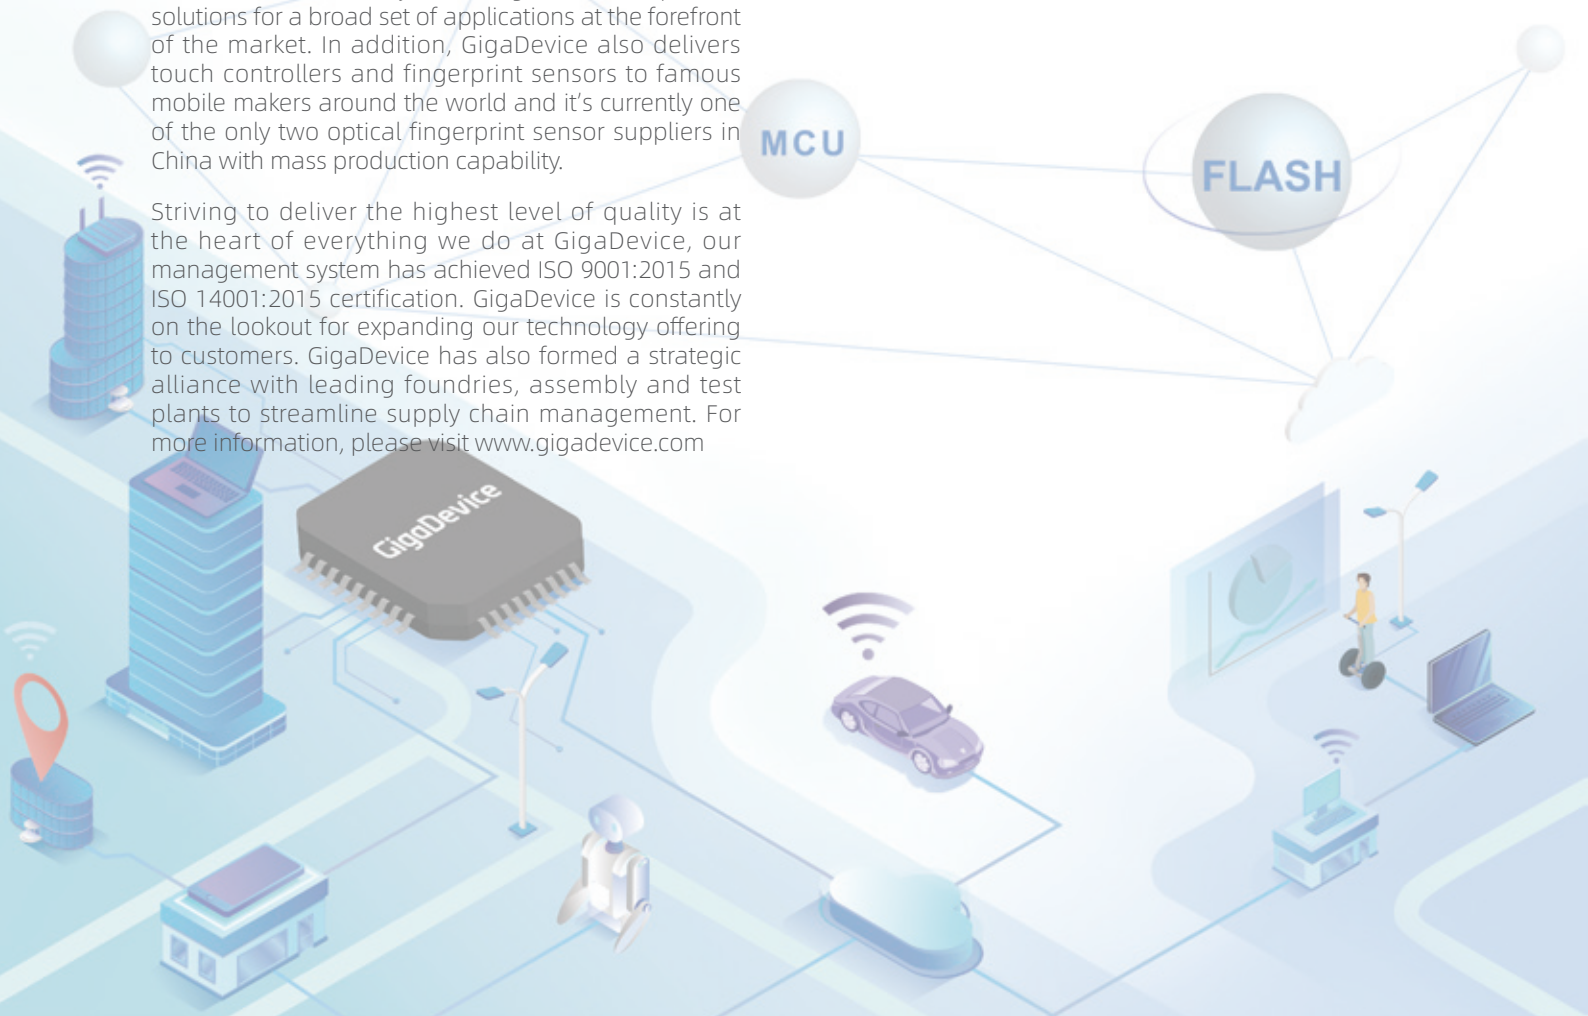 solutions for a broad set of applications at the forefront
of the market. In addition, GigaDevice also delivers
touch controllers and fingerprint sensors to famous
mobile makers around the world and it's currently one
of the only two optical fingerprint sensor suppliers in
China with mass production capability.
Striving to deliver the highest level of quality is at
the heart of everything we do at GigaDevice, our
management system has achieved ISO 9001:2015 and
ISO 14001:2015 certification. GigaDevice is constantly
on the lookout for expanding our technology offering
to customers. GigaDevice has also formed a strategic
alliance with leading foundries, assembly and test
plants to streamline supply chain management. For
more information, please visit www.gigadevice.com
MCU
FLASH
GigaDevice